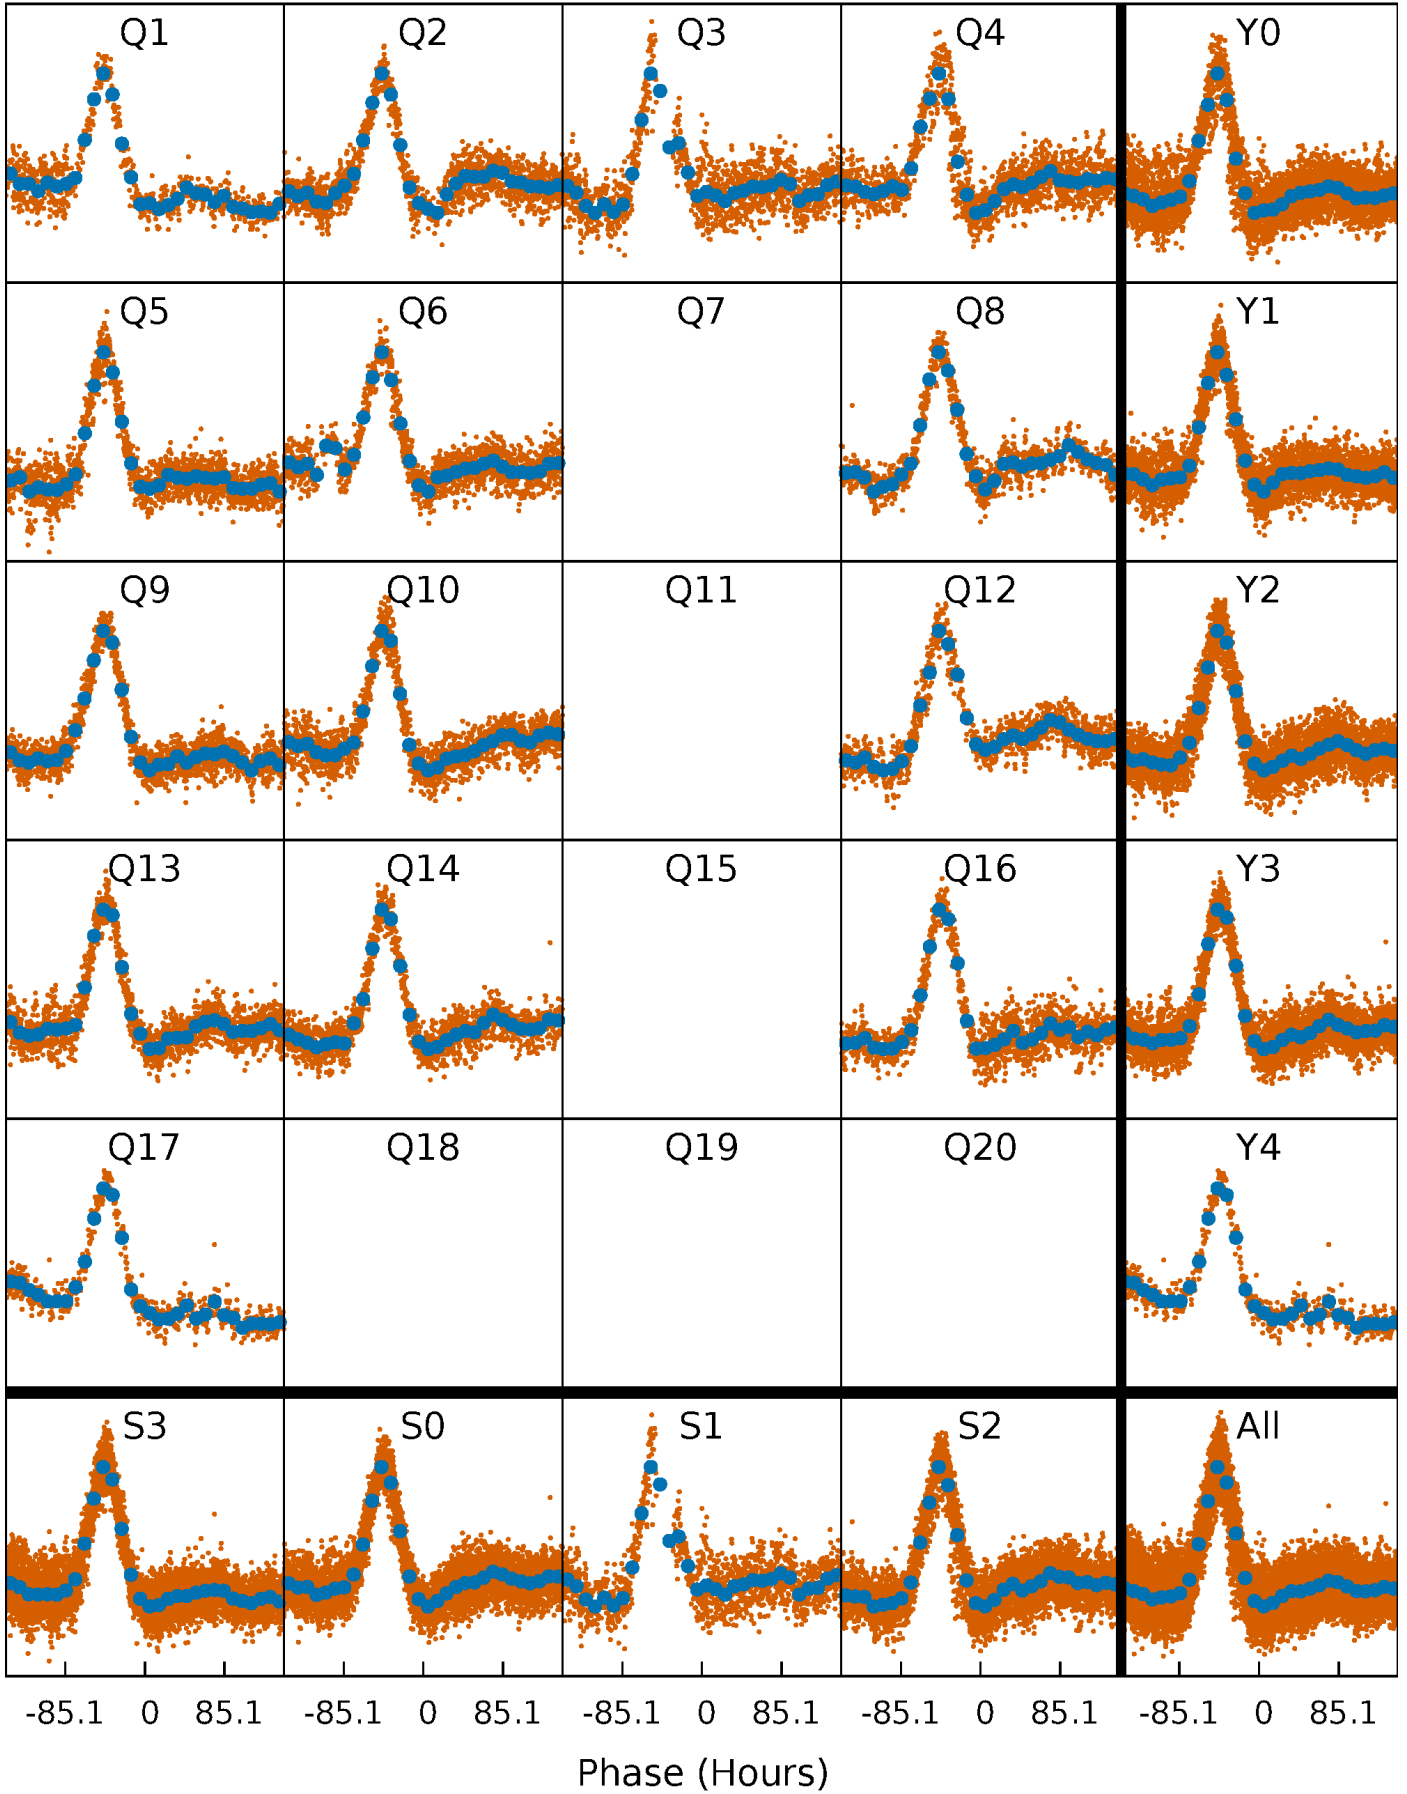 Q1 Q2 Q3 Q4 Y0
Q5 Q6 Q7 Q8 Y1
Q9 Q10 Q11 Q12 Y2
Q13 Q14 Q15 Q16 Y3
Q17 Q18 Q19 Q20 Y4
S3 S0 S1 S2 All
-85.1 0 85.1 -85.1 0 85.1 -85.1 0 85.1 -85.1 0 85.1 -85.1 0 85.1
Phase (Hours)